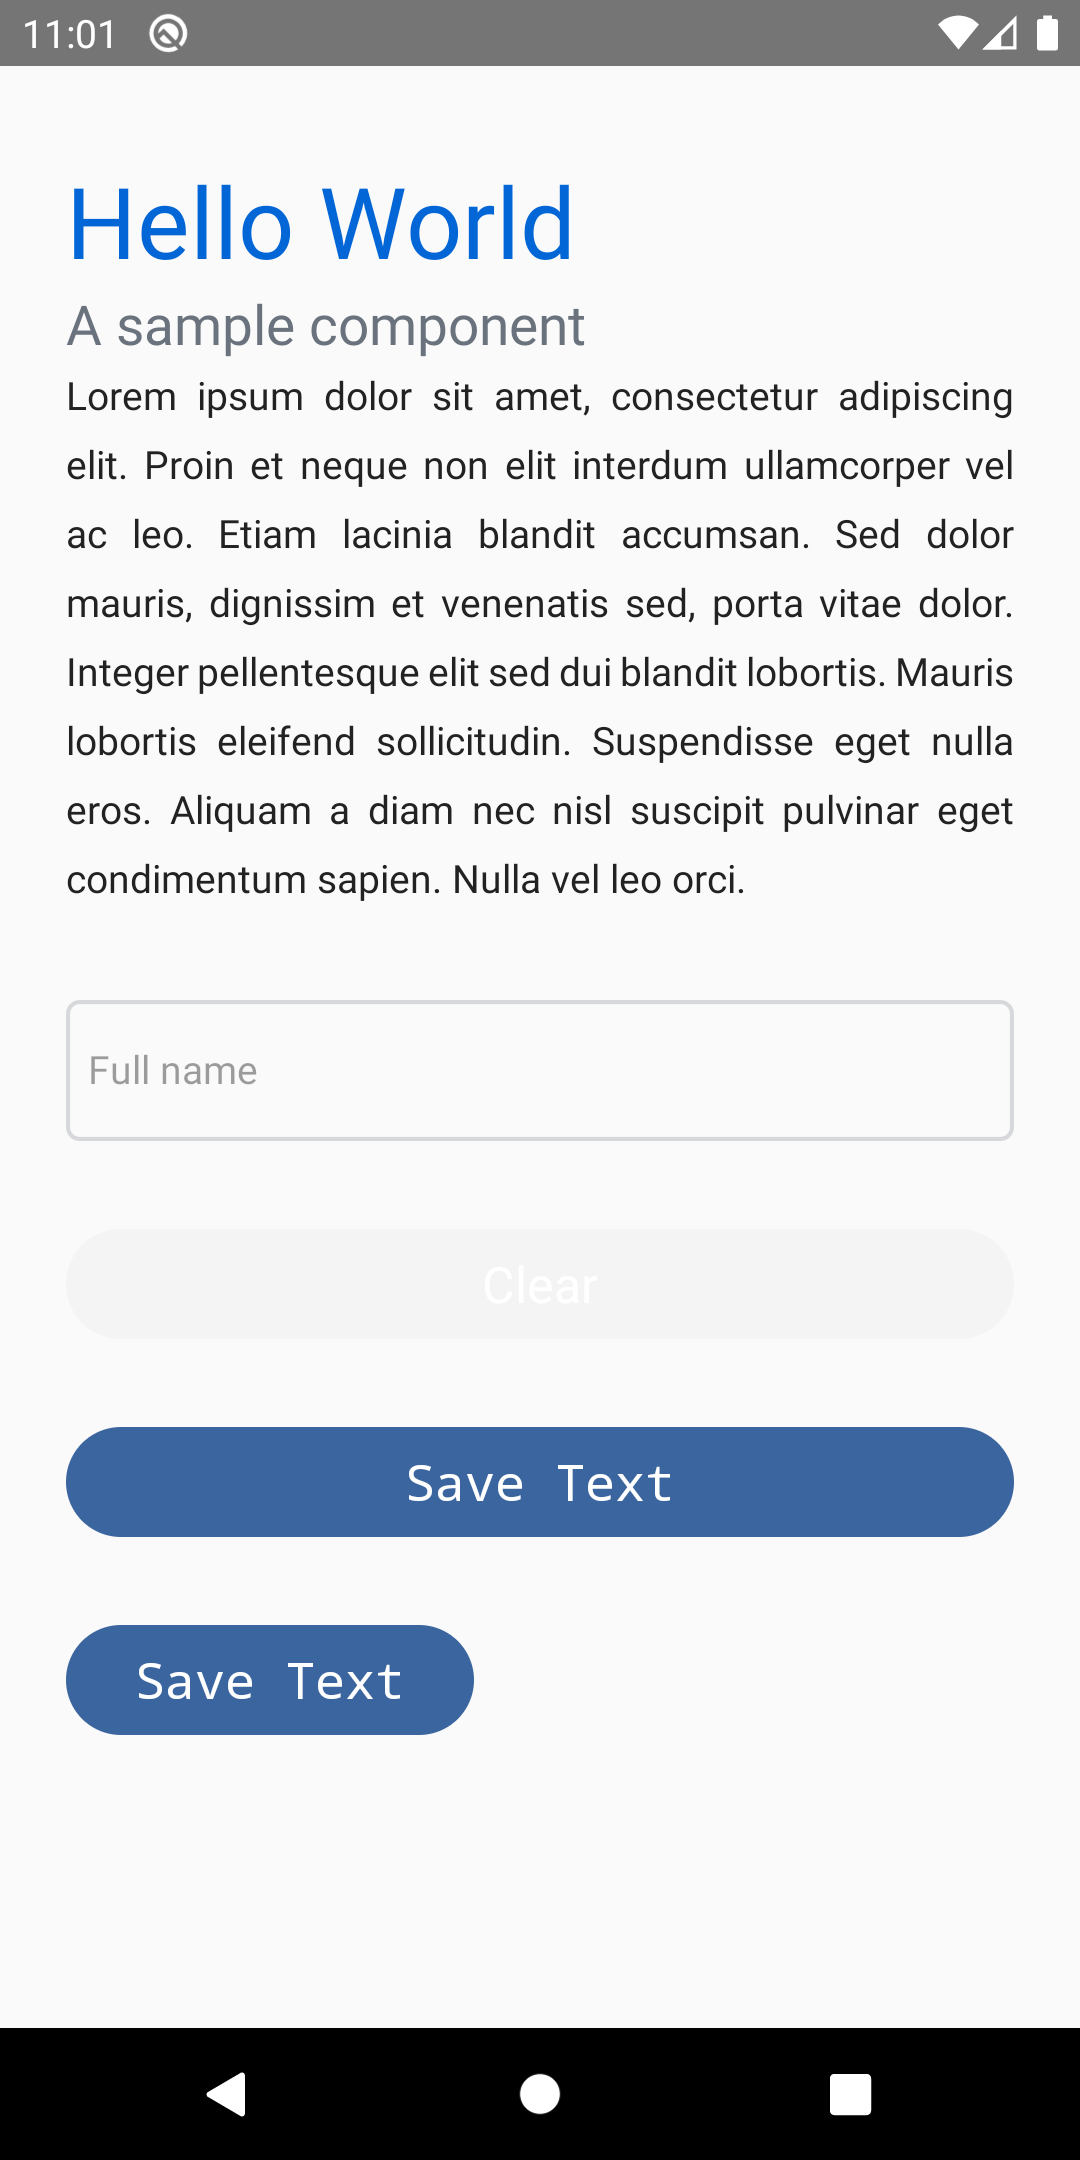 11:01
Hello World
A sample component
Lorem ipsum dolor sit amet, consectetur adipiscing
elit. Proin et neque non elit interdum ullamcorper vel
ac leo. Etiam lacinia blandit accumsan. Sed dolor
mauris, dignissim et venenatis sed, porta vitae dolor.
Integer pellentesque elit sed dui blandit lobortis. Mauris
lobortis eleifend sollicitudin. Suspendisse eget nulla
eros. Aliquam a diam nec nisl suscipit pulvinar eget
condimentum sapien. Nulla vel leo orci.
Full name
Clear
Save Text
Save Text